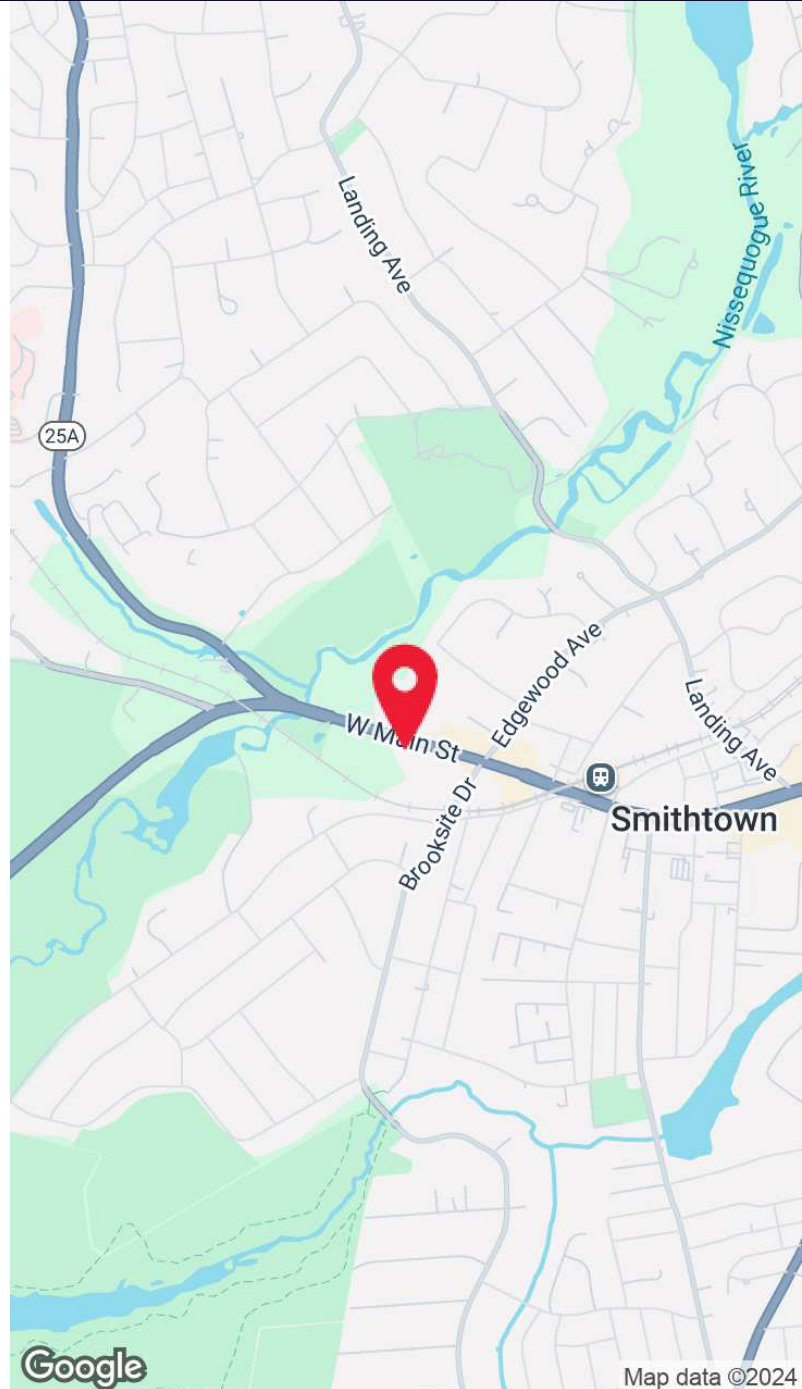 Landing Ave
Nissequogue River
25A
Edgewood Ave
W Main St
Landing Ave
Brooksite Dr
Smithtown
Google
Map data ©2024